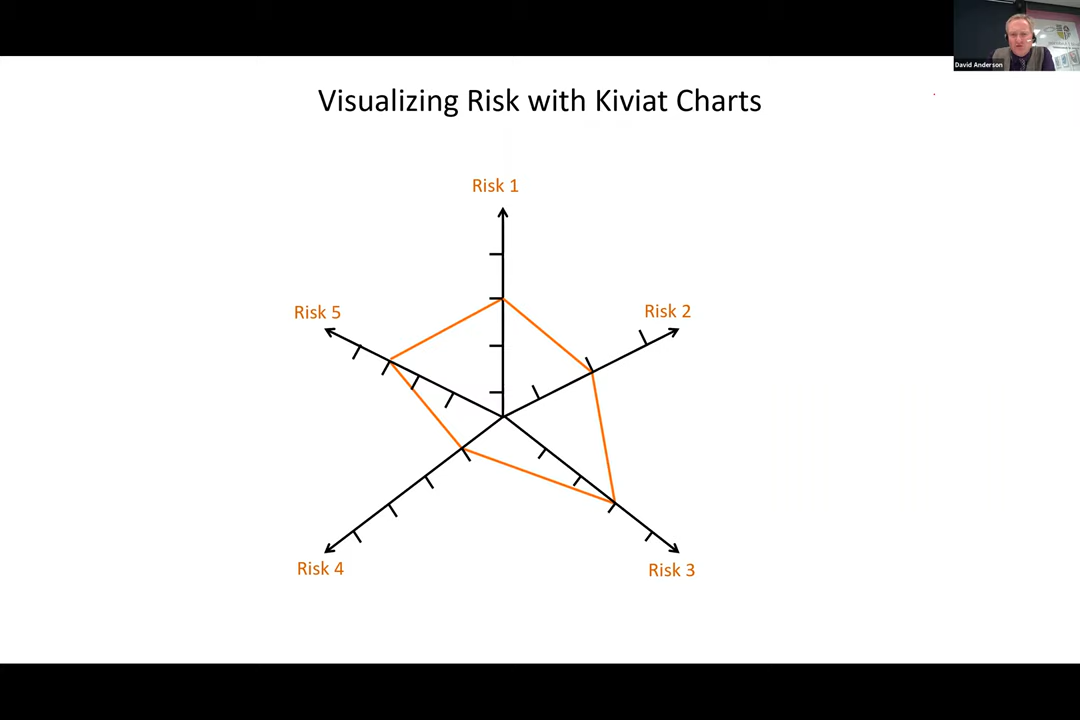 David Anderson
Visualizing Risk with Kiviat Charts
Risk 1
Risk 5
Risk 2
Risk 4
Risk 3